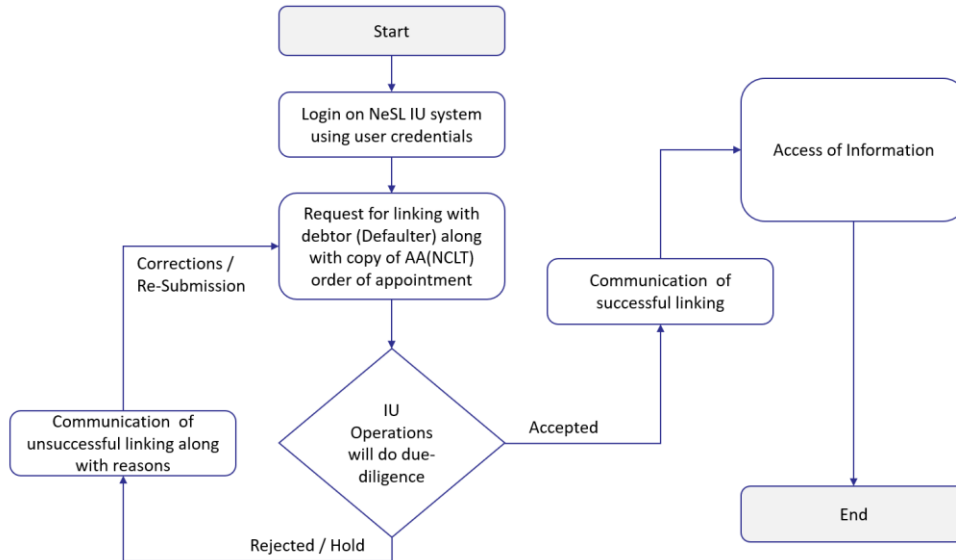 Start
Login on NeSL IU system
using user credentials
Request for linking with
debtor (Defaulter) along
with copy of AA(NCLT)
order of appointment
Corrections /
Re-Submission
Communication of
unsuccessful linking along
with reasons
IU
Operations
will do due-
diligence
Rejected / Hold
Accepted
Communication of
successful linking
Access of Information
End